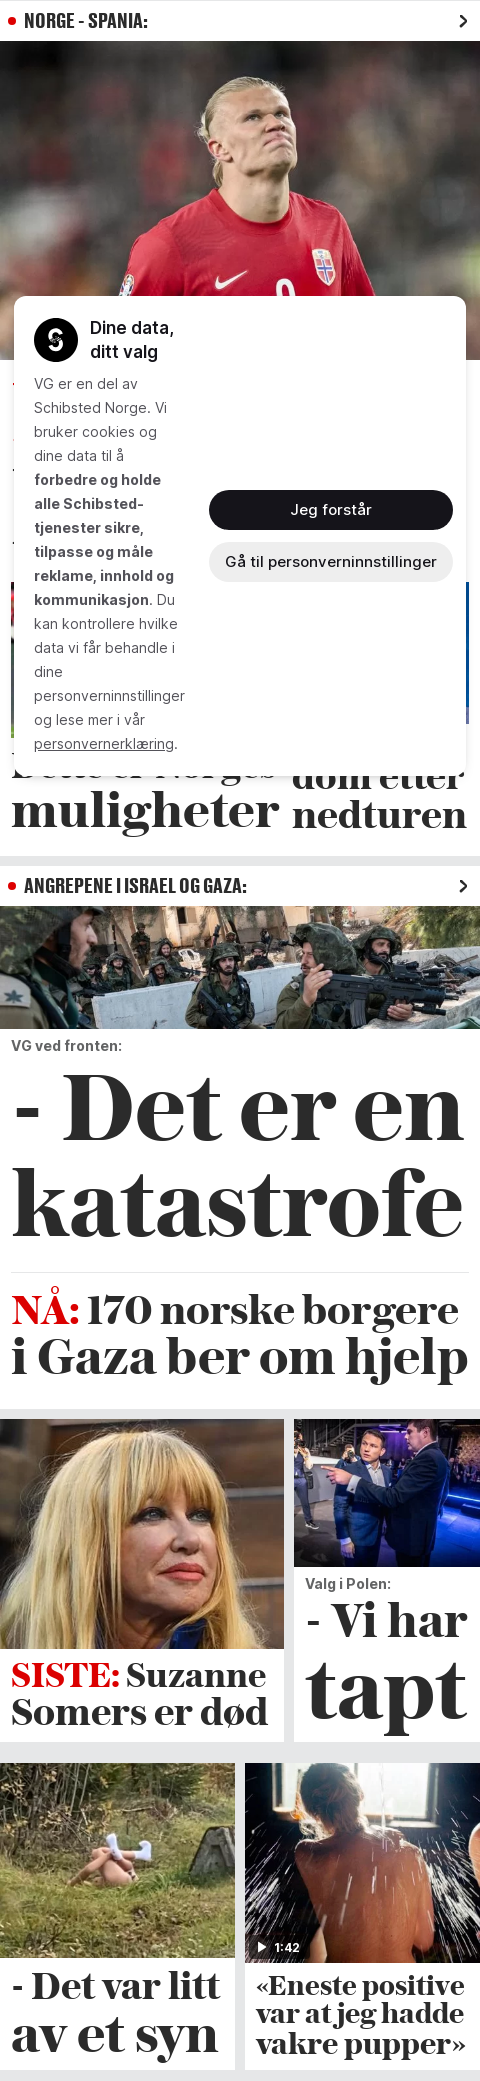 NORGE - SPANIA:
Dine data,
ditt valg
VG er en del av
Schibsted Norge. Vi
bruker cookies og
dine data til å
forbedre og holde
alle Schibsted-
tjenester sikre,
tilpasse og måle
reklame, innhold og
kommunikasjon. Du
kan kontrollere hvilke
data vi får behandle i
dine
personverninnstillinger
og lese mer i vår
personvernerklæring.
Jeg forstår
Gå til personverninnstillinger
Dette er Norges
muligheter
dom etter
nedturen
ANGREPENE I ISRAEL OG GAZA:
VG ved fronten:
- Det er en
katastrofe
NÅ: 170 norske borgere
i Gaza ber om hjelp
SISTE: Suzanne
Somers er død
Valg i Polen:
- Vi har
tapt
- Det var litt
av et syn
1:42
«Eneste positive
var at jeg hadde
vakre pupper»